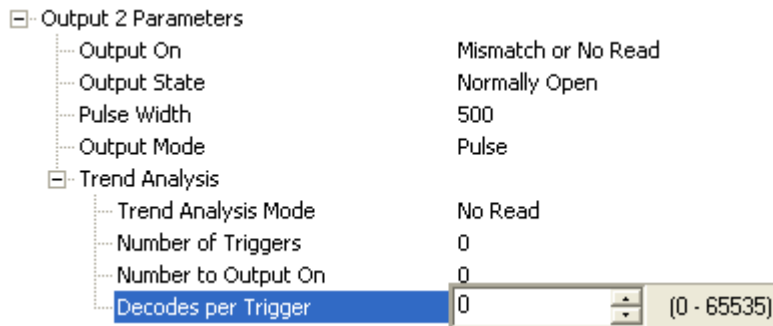 Output 2 Parameters
Output On Mismatch or No Read
Output State Normally Open
Pulse Width 500
Output Mode Pulse
Trend Analysis
Trend Analysis Mode No Read
Number of Triggers 0
Number to Output On 0
Decodes per Trigger 0 (0 - 65535)